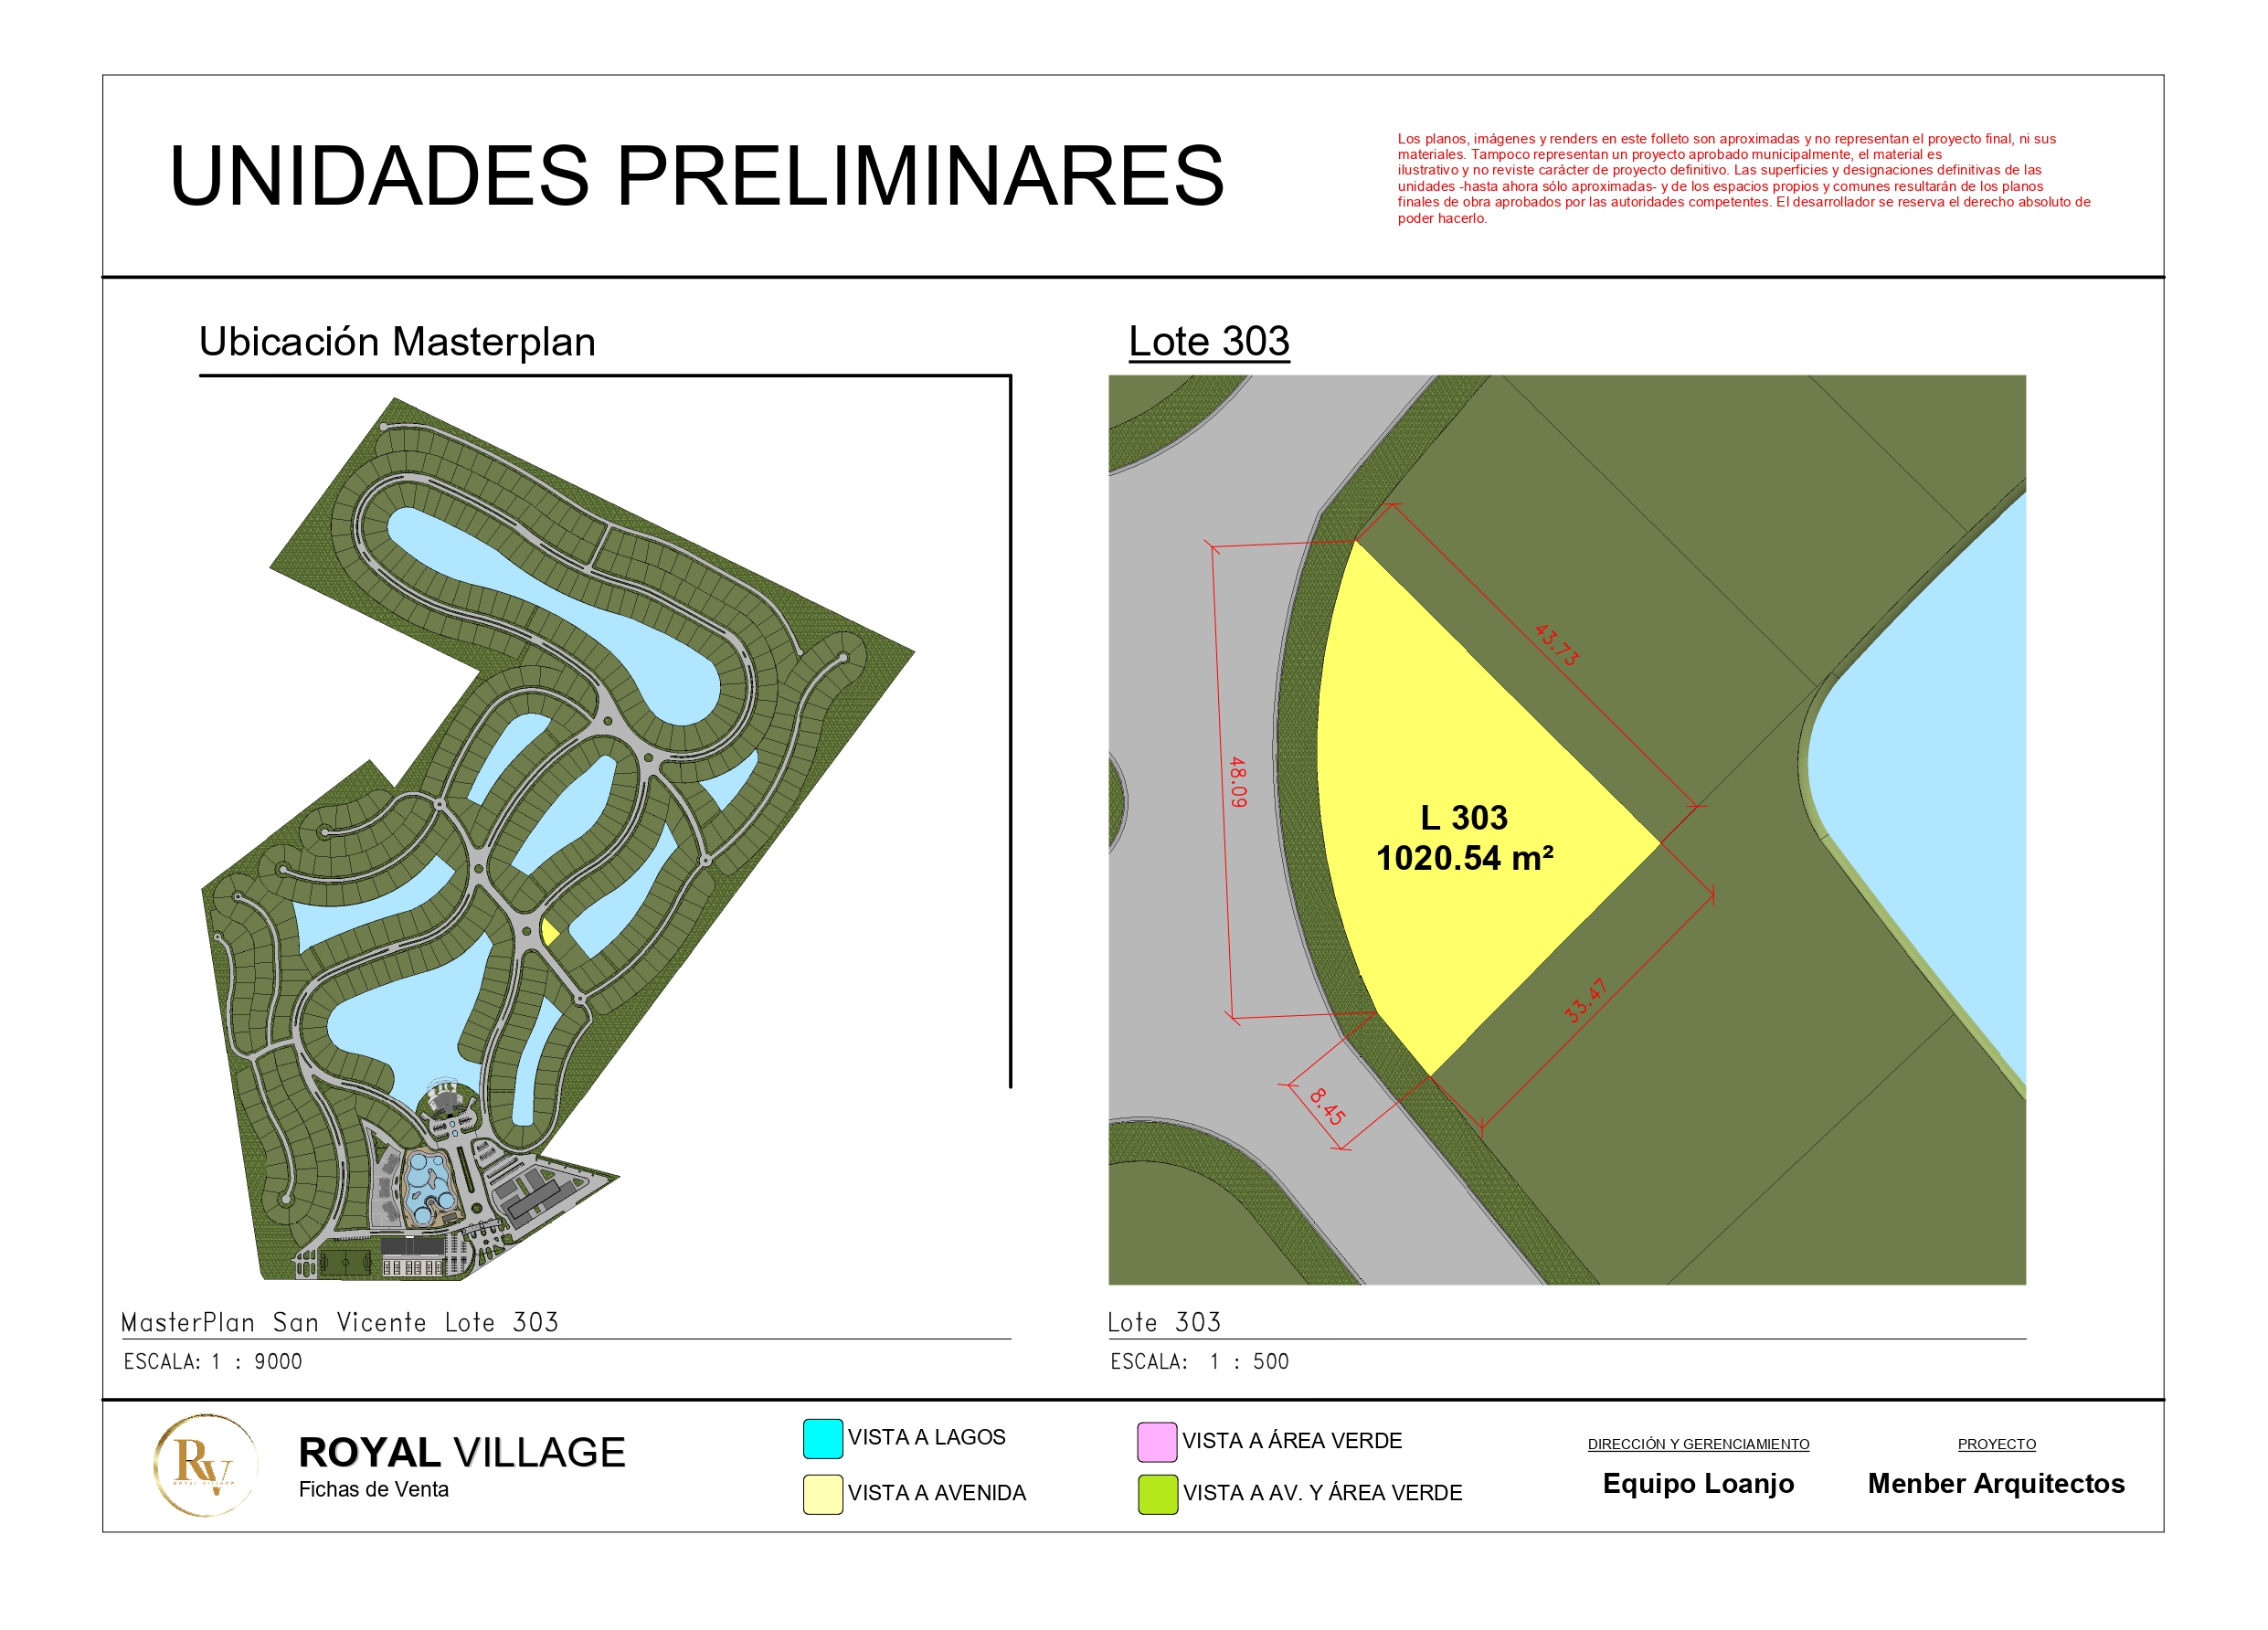 UNIDADES PRELIMINARES
Los planos, imágenes y renders en este folleto son aproximadas y no representan el proyecto final, ni sus
materiales. Tampoco representan un proyecto aprobado municipalmente, el material es
ilustrativo y no reviste carácter de proyecto definitivo. Las superficies y designaciones definitivas de las
unidades -hasta ahora sólo aproximadas- y de los espacios propios y comunes resultarán de los planos
finales de obra aprobados por las autoridades competentes. El desarrollador se reserva el derecho absoluto de
poder hacerlo.
Ubicación Masterplan
Lote 303
43.73
48.09
L 303
1020.54 m²
33.47
8.45
MasterPlan San Vicente Lote 303
ESCALA: 1 : 9000
Lote 303
ESCALA: 1 : 500
RV
ROYAL VILLAGE
ROYAL VILLAGE
Fichas de Venta
VISTA A LAGOS
VISTA A AVENIDA
VISTA A ÁREA VERDE
VISTA A AV. Y ÁREA VERDE
DIRECCIÓN Y GERENCIAMIENTO
Equipo Loanjo
PROYECTO
Menber Arquitectos